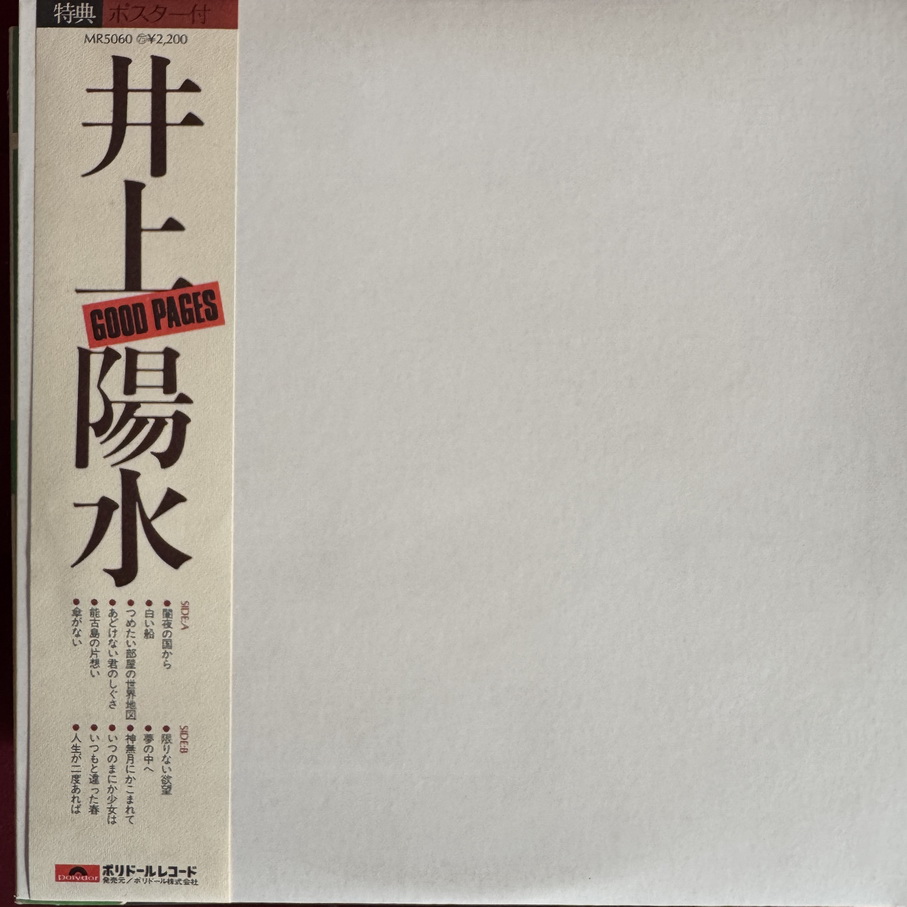 特典 ポスター付
MR5060 ㋫¥2,200
井上陽水
GOOD PAGES
SIDE:A
●闇夜の国から
●白い船
●つめたい部屋の世界地図
●あどけない君のしぐさ
●能古島の片想い
●傘がない
SIDE:B
●限りない欲望
●夢の中へ
●神無月にかこまれて
●いつのまにか少女は
●いつもと違った春
●人生が二度あれば
polydor ポリドールレコード
発売元/ポリドール株式会社